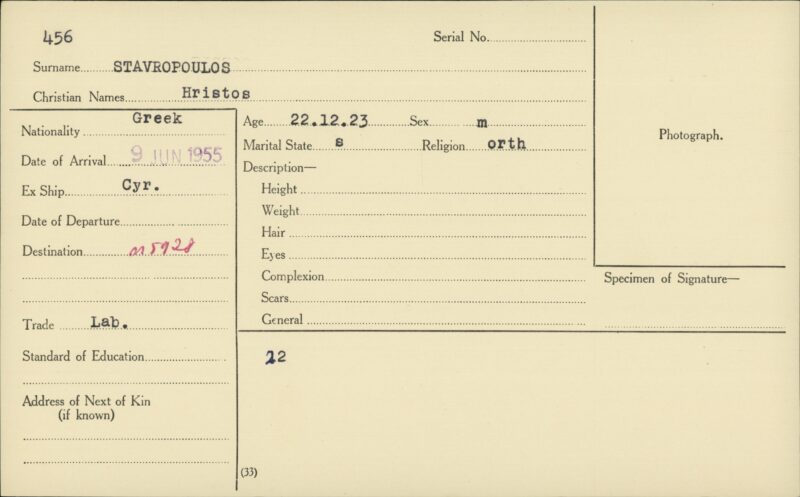 456
Serial No.
Surname STAVROPOULOS
Christian Names Hristos
Nationality Greek
Date of Arrival 9 JUN 1955
Ex Ship Cyr.
Date of Departure
Destination m5928
Trade Lab.
Standard of Education
Address of Next of Kin
(if known)
Age 22.12.23 Sex m
Marital State s Religion orth
Description—
Height
Weight
Hair
Eyes
Complexion
Scars
General
22
(33)
Photograph.
Specimen of Signature—